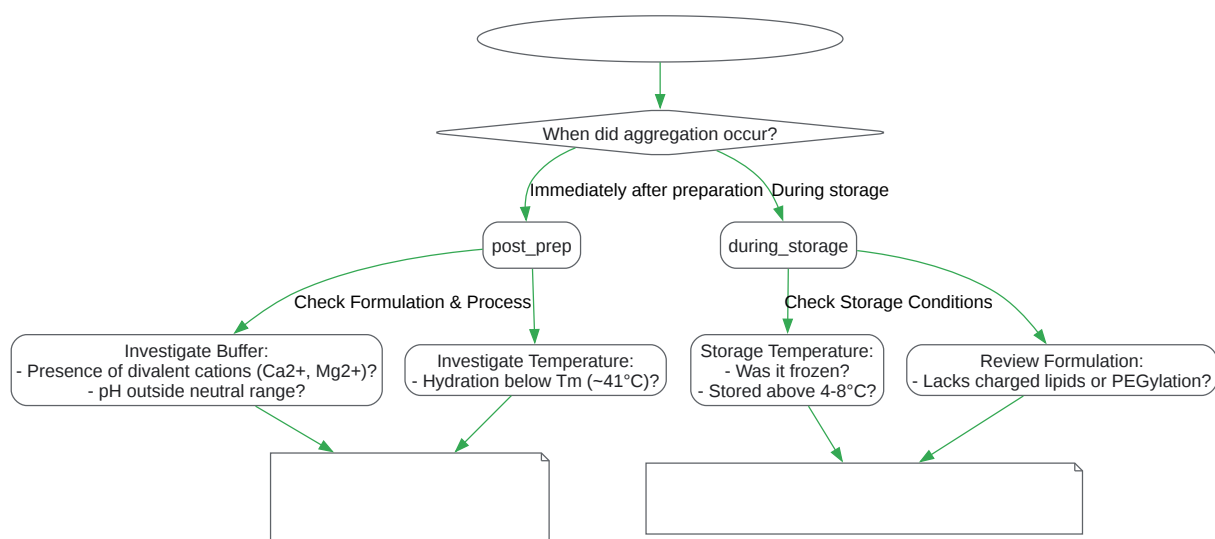 When did aggregation occur?
Immediately after preparation
During storage
post_prep
during_storage
Check Formulation & Process
Check Storage Conditions
Investigate Buffer:
- Presence of divalent cations (Ca2+, Mg2+)?
- pH outside neutral range?
Investigate Temperature:
- Hydration below Tm (~41°C)?
Storage Temperature:
- Was it frozen?
- Stored above 4-8°C?
Review Formulation:
- Lacks charged lipids or PEGylation?